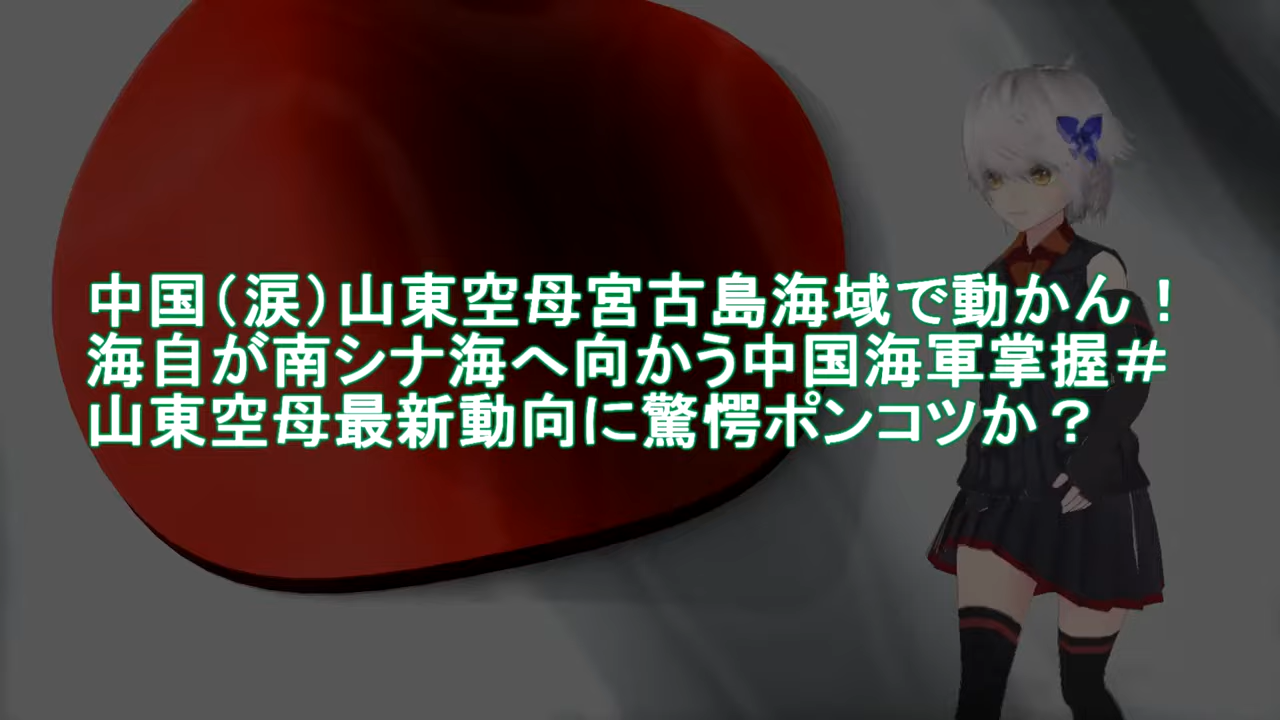 中国（涙）山東空母宮古島海域で動かん！
海自が南シナ海へ向かう中国海軍掌握＃
山東空母最新動向に驚愕ポンコツか？